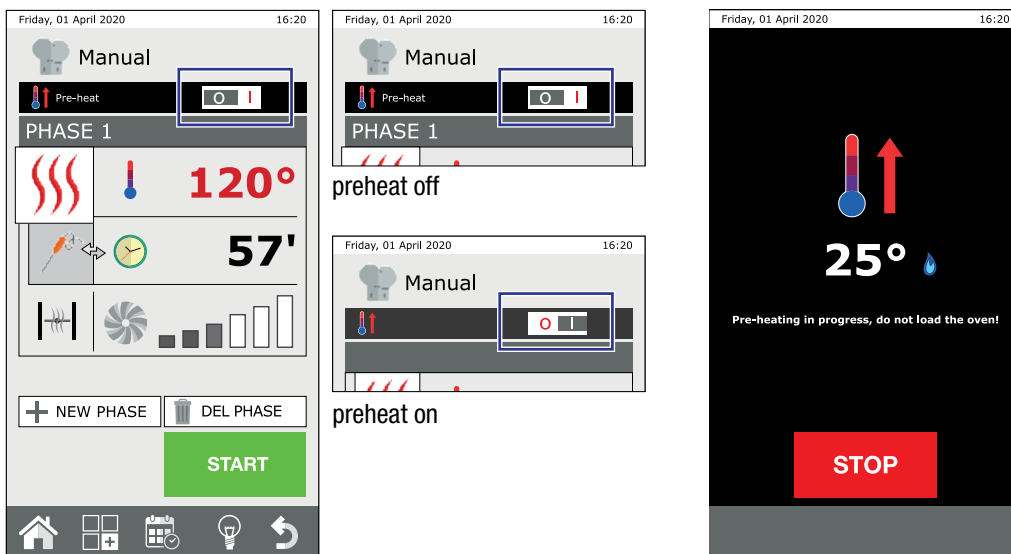 Friday, 01 April 2020 16:20
Manual
Pre-heat O I
PHASE 1
120°
57'
NEW PHASE DEL PHASE
START
Friday, 01 April 2020 16:20
Manual
Pre-heat O I
PHASE 1
preheat off
Friday, 01 April 2020 16:20
Manual
O I
preheat on
Friday, 01 April 2020 16:20
25°
Pre-heating in progress, do not load the oven!
STOP